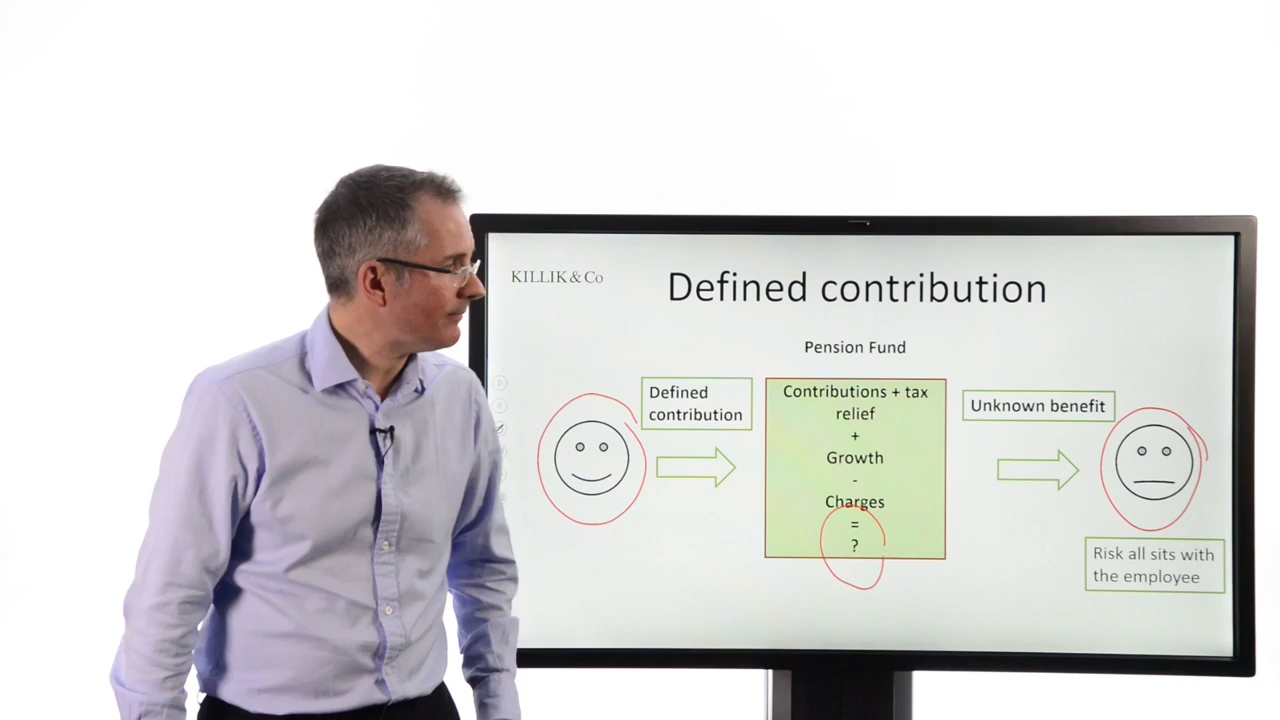 KILLIK & Co
Defined contribution
Pension Fund
Defined
contribution
Contributions + tax
relief
+
Growth
-
Charges
=
?
Unknown benefit
Risk all sits with
the employee